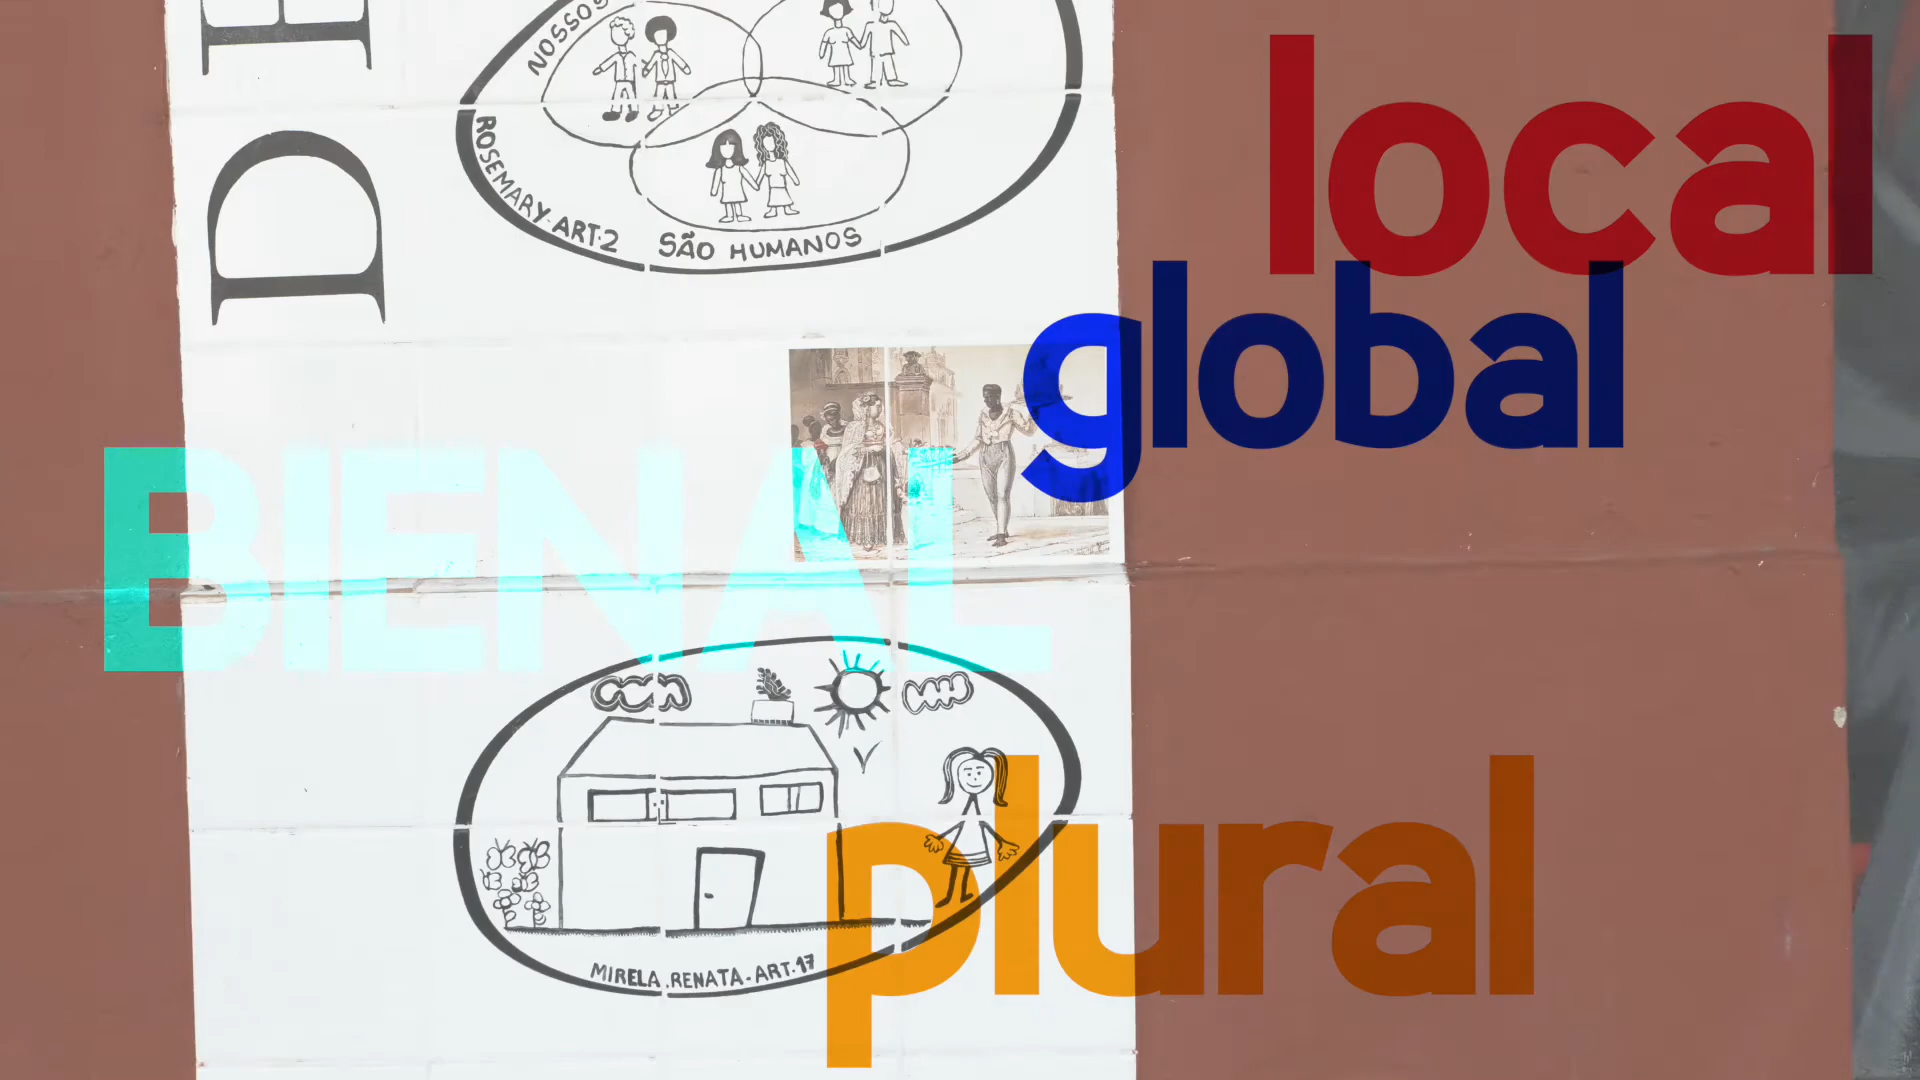 D
NOSSOS
ROSEMARY-ART.2
SÃO HUMANOS
local
global
BIENAL
plural
MIRELA.RENATA-ART.17